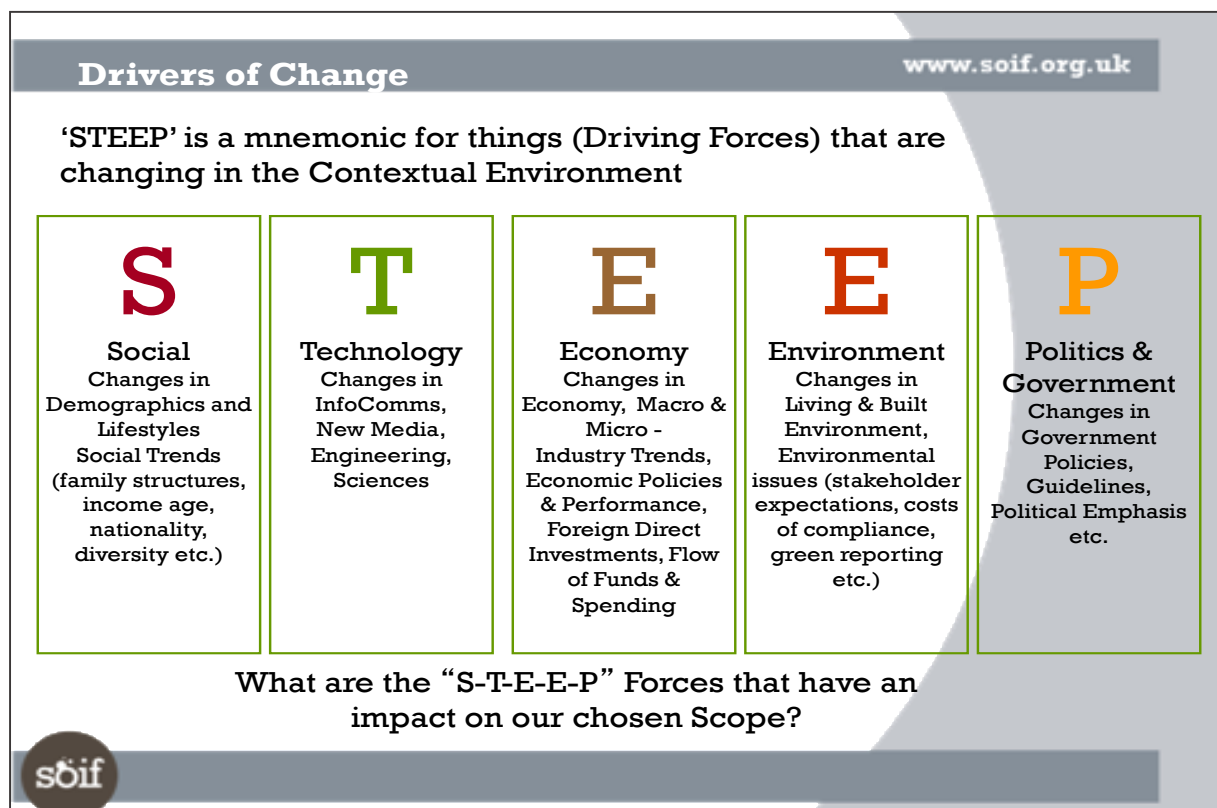 Drivers of Change
www.soif.org.uk
‘STEEP’ is a mnemonic for things (Driving Forces) that are
changing in the Contextual Environment
S
Social
Changes in
Demographics and
Lifestyles
Social Trends
(family structures,
income age,
nationality,
diversity etc.)
T
Technology
Changes in
InfoComms,
New Media,
Engineering,
Sciences
E
Economy
Changes in
Economy, Macro &
Micro -
Industry Trends,
Economic Policies
& Performance,
Foreign Direct
Investments, Flow
of Funds &
Spending
E
Environment
Changes in
Living & Built
Environment,
Environmental
issues (stakeholder
expectations, costs
of compliance,
green reporting
etc.)
P
Politics &
Government
Changes in
Government
Policies,
Guidelines,
Political Emphasis
etc.
What are the “S-T-E-E-P” Forces that have an
impact on our chosen Scope?
soif